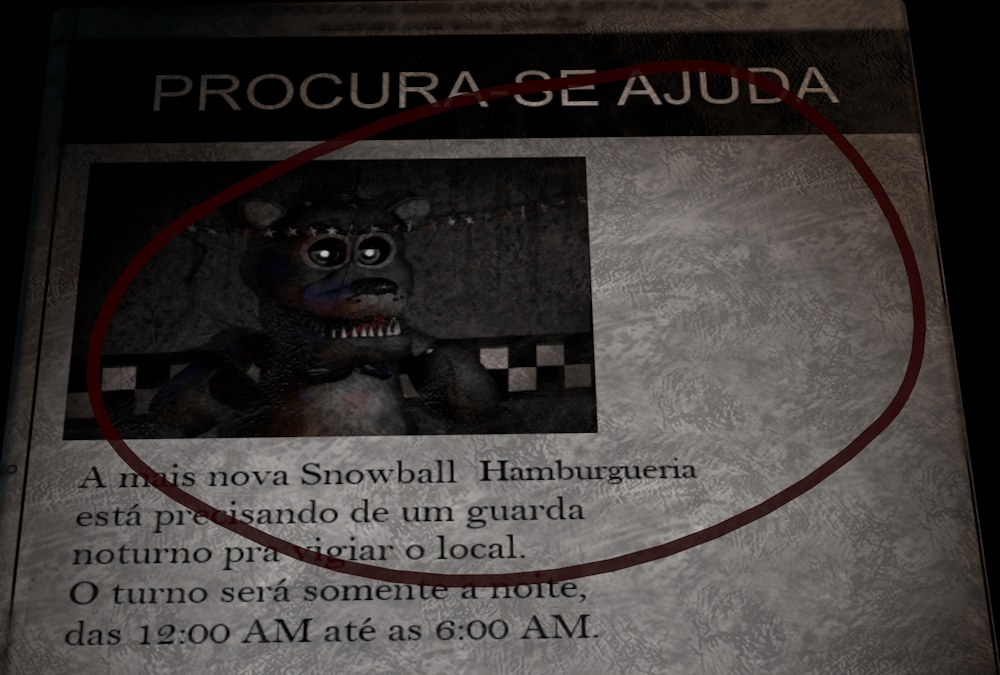 PROCURA-SE AJUDA
A mais nova Snowball Hamburgueria
está precisando de um guarda
noturno pra vigiar o local.
O turno será somente a noite,
das 12:00 AM até as 6:00 AM.